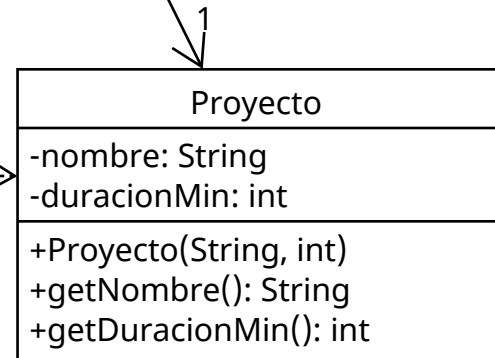 1
Proyecto
-nombre: String
-duracionMin: int
+Proyecto(String, int)
+getNombre(): String
+getDuracionMin(): int